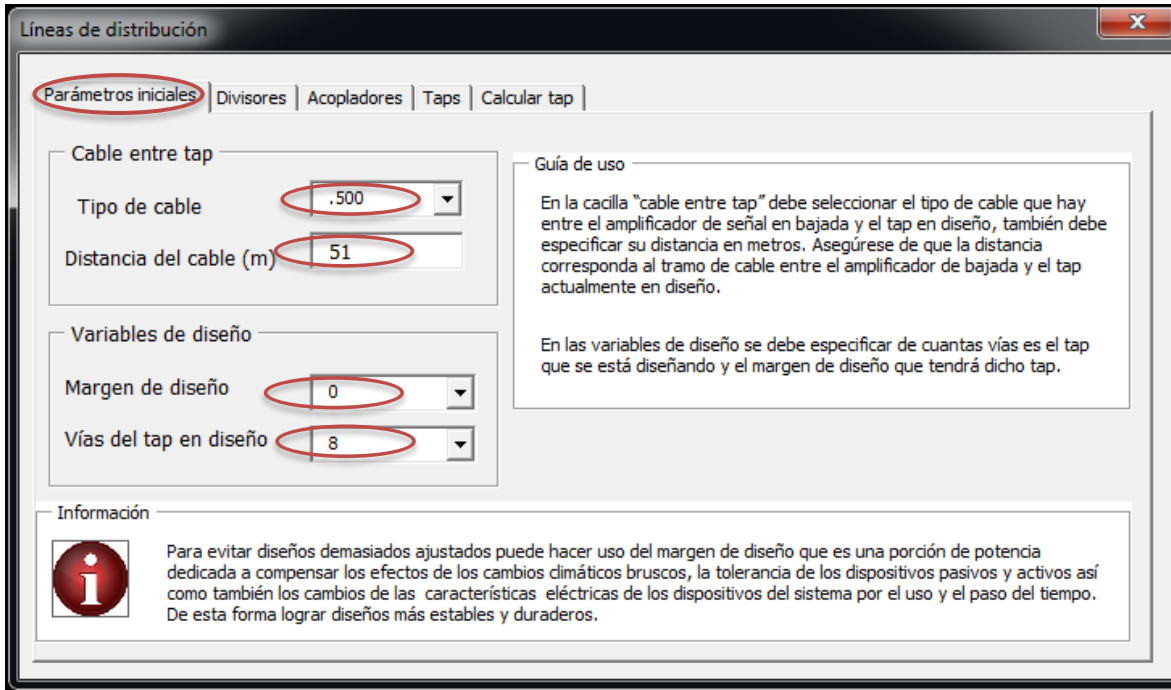 Líneas de distribución
x
Parámetros iniciales
Divisores
Acopladores
Taps
Calcular tap
Cable entre tap
Tipo de cable
.500
Distancia del cable (m)
51
Variables de diseño
Margen de diseño
0
Vías del tap en diseño
8
Guía de uso
En la cacilla "cable entre tap" debe seleccionar el tipo de cable que hay
entre el amplificador de señal en bajada y el tap en diseño, también debe
especificar su distancia en metros. Asegúrese de que la distancia
corresponda al tramo de cable entre el amplificador de bajada y el tap
actualmente en diseño.
En las variables de diseño se debe especificar de cuantas vías es el tap
que se está diseñando y el margen de diseño que tendrá dicho tap.
Información
i
Para evitar diseños demasiados ajustados puede hacer uso del margen de diseño que es una porción de potencia
dedicada a compensar los efectos de los cambios climáticos bruscos, la tolerancia de los dispositivos pasivos y activos así
como también los cambios de las características eléctricas de los dispositivos del sistema por el uso y el paso del tiempo.
De esta forma lograr diseños más estables y duraderos.